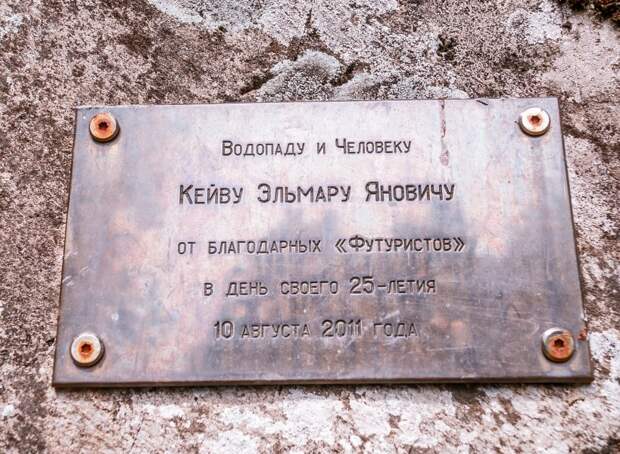 Водопаду и Человеку
Кейву Эльмару Яновичу
от благодарных «Футуристов»
в день своего 25-летия
10 августа 2011 года